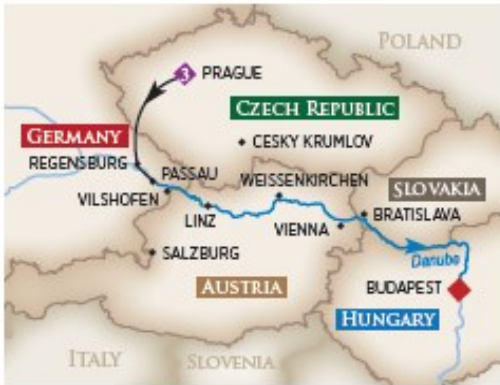 POLAND
3 PRAGUE
CZECH REPUBLIC
GERMANY
CESKY KRUMLOV
REGENSBURG
PASSAU
WEISSENKIRCHEN
SLOVAKIA
VILSHOFEN
LINZ
BRATISLAVA
VIENNA
SALZBURG
Danube
AUSTRIA
BUDAPEST
HUNGARY
ITALY
SLOVENIA